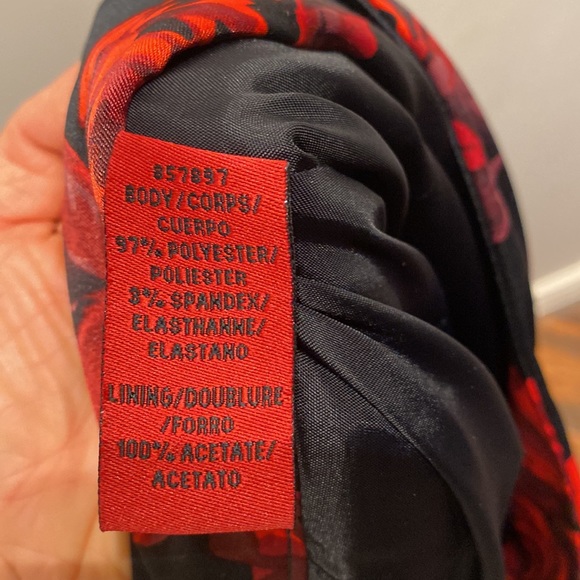 857897
BODY/CORPS/
CUERPO
97% POLYESTER/
POLIESTER
3% SPANDEX/
ELASTHANNE/
ELASTANO
LINING/DOUBLURE
/FORRO
100% ACETATE/
ACETATO